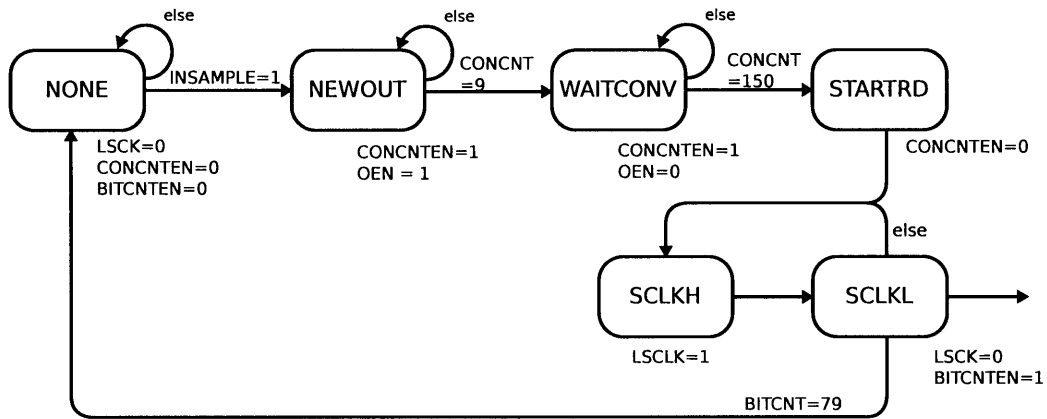 else
else
else
NONE
INSAMPLE=1
NEWOUT
CONCNT
=9
WAITCONV
CONCNT
=150
STARTRD
LSCK=0
CONCNTEN=0
BITCNTEN=0
CONCNTEN=1
OEN = 1
CONCNTEN=1
OEN=0
CONCNTEN=0
else
SCLKH
SCLKL
LSCLK=1
LSCK=0
BITCNTEN=1
BITCNT=79